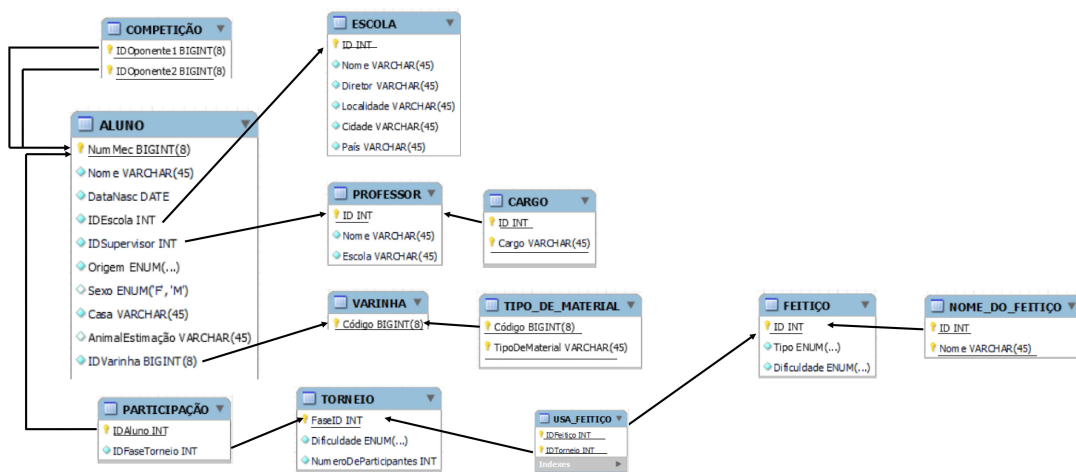 COMPETIÇÃO
IDOponente1 BIGINT(8)
IDOponente2 BIGINT(8)
ESCOLA
ID INT
Nome VARCHAR(45)
Diretor VARCHAR(45)
Localidade VARCHAR(45)
Cidade VARCHAR(45)
País VARCHAR(45)
ALUNO
NumMec BIGINT(8)
Nome VARCHAR(45)
DataNasc DATE
IDEscola INT
IDSupervisor INT
Origem ENUM(...)
Sexo ENUM('F', 'M')
Casa VARCHAR(45)
AnimalEstimação VARCHAR(45)
IDVarinha BIGINT(8)
PROFESSOR
ID INT
Nome VARCHAR(45)
Escola VARCHAR(45)
CARGO
ID INT
Cargo VARCHAR(45)
VARINHA
Código BIGINT(8)
TIPO_DE_MATERIAL
Código BIGINT(8)
TipoDeMaterial VARCHAR(45)
FEITIÇO
ID INT
Tipo ENUM(...)
Dificuldade ENUM(...)
NOME_DO_FEITIÇO
ID INT
Nome VARCHAR(45)
PARTICIPAÇÃO
IDAluno INT
IDFaseTorneio INT
TORNEIO
FaseID INT
Dificuldade ENUM(...)
NumeroDeParticipantes INT
USA_FEITIÇO
IDFeitiço INT
IDTorneio INT
Indexes